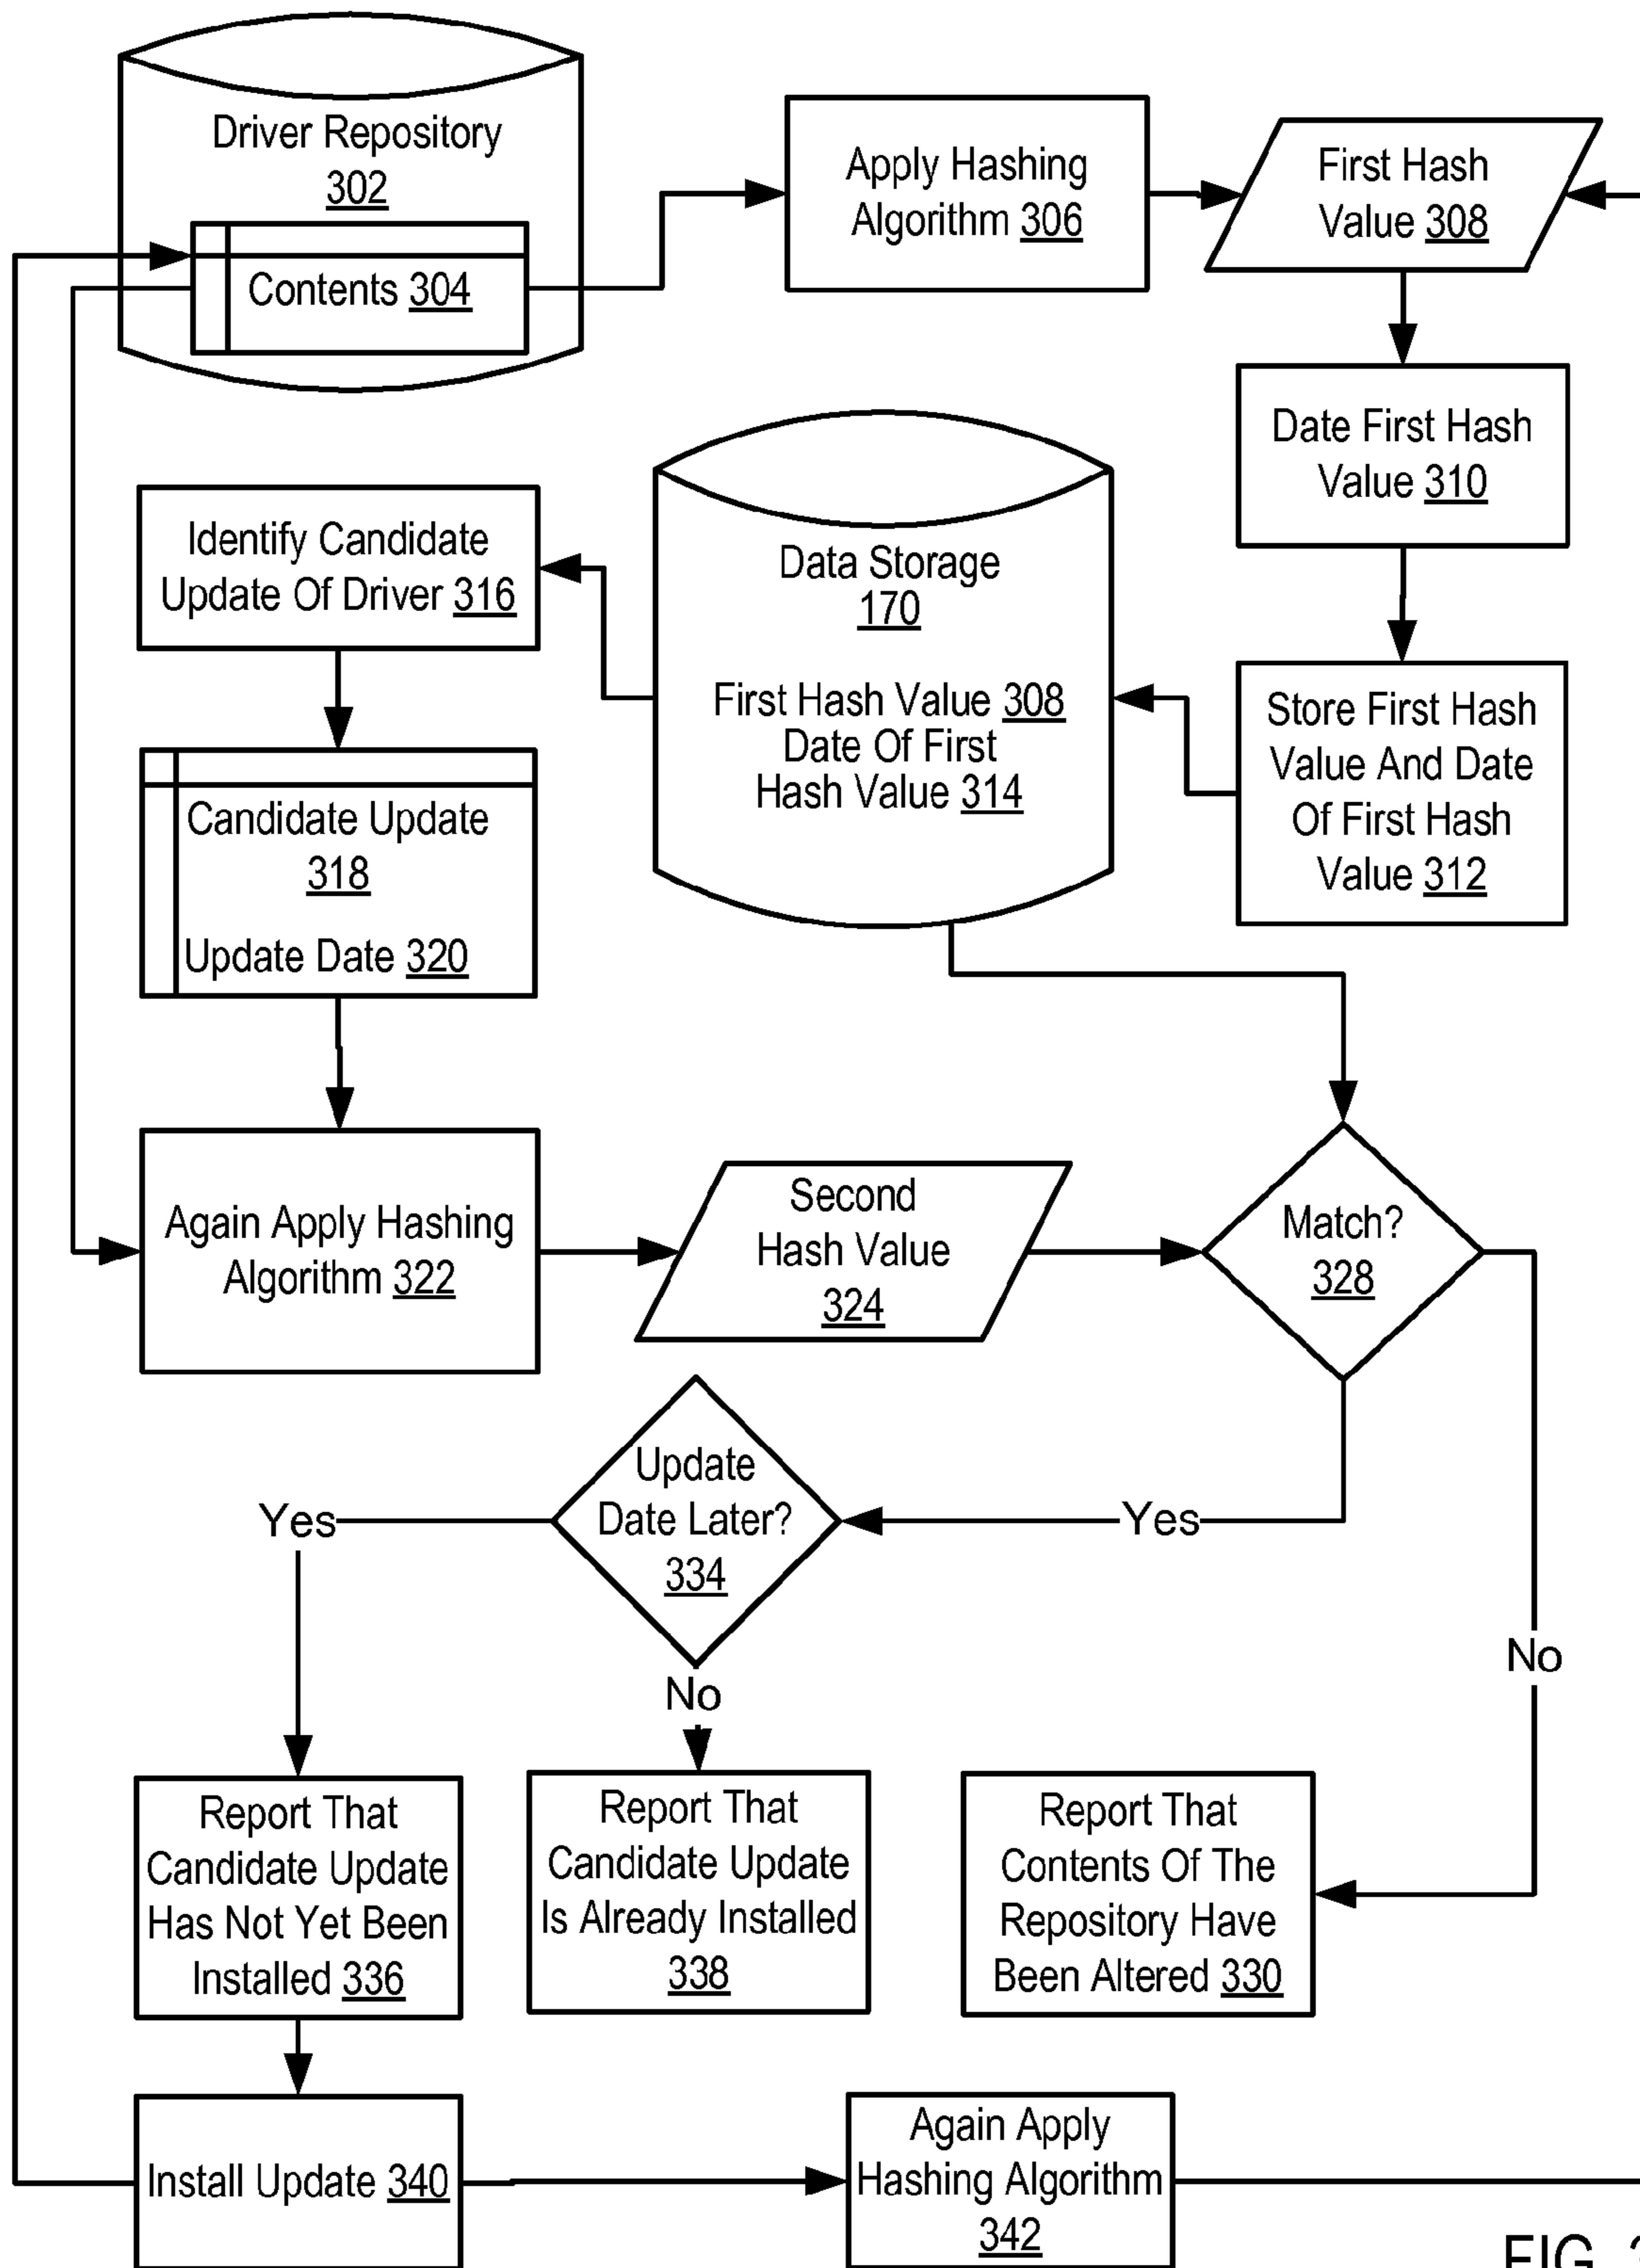 Driver Repository
302
Contents 304
Apply Hashing
Algorithm 306
First Hash
Value 308
Date First Hash
Value 310
Store First Hash
Value And Date
Of First Hash
Value 312
Data Storage
170
First Hash Value 308
Date Of First
Hash Value 314
Identify Candidate
Update Of Driver 316
Candidate Update
318
Update Date 320
Again Apply Hashing
Algorithm 322
Second
Hash Value
324
Match?
328
Update
Date Later?
334
Yes
Yes
No
No
Report That
Candidate Update
Has Not Yet Been
Installed 336
Report That
Candidate Update
Is Already Installed
338
Report That
Contents Of The
Repository Have
Been Altered 330
Install Update 340
Again Apply
Hashing Algorithm
342
FIG.